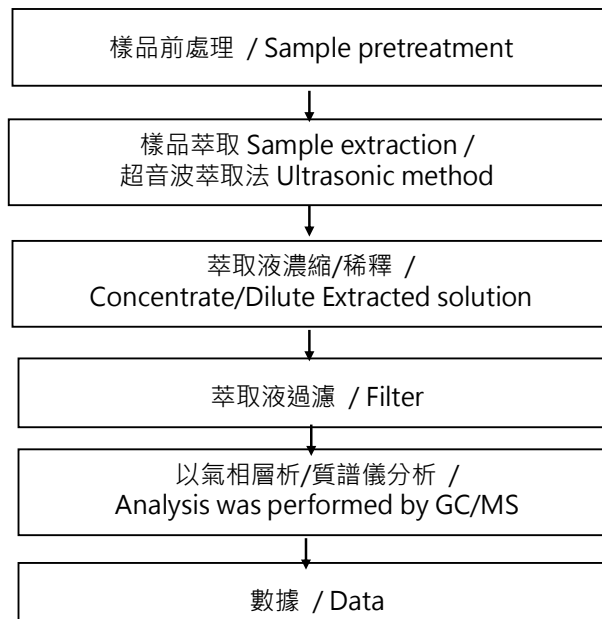 樣品前處理 / Sample pretreatment
樣品萃取 Sample extraction /
超音波萃取法 Ultrasonic method
萃取液濃縮/稀釋 /
Concentrate/Dilute Extracted solution
萃取液過濾 / Filter
以氣相層析/質譜儀分析 /
Analysis was performed by GC/MS
數據 / Data